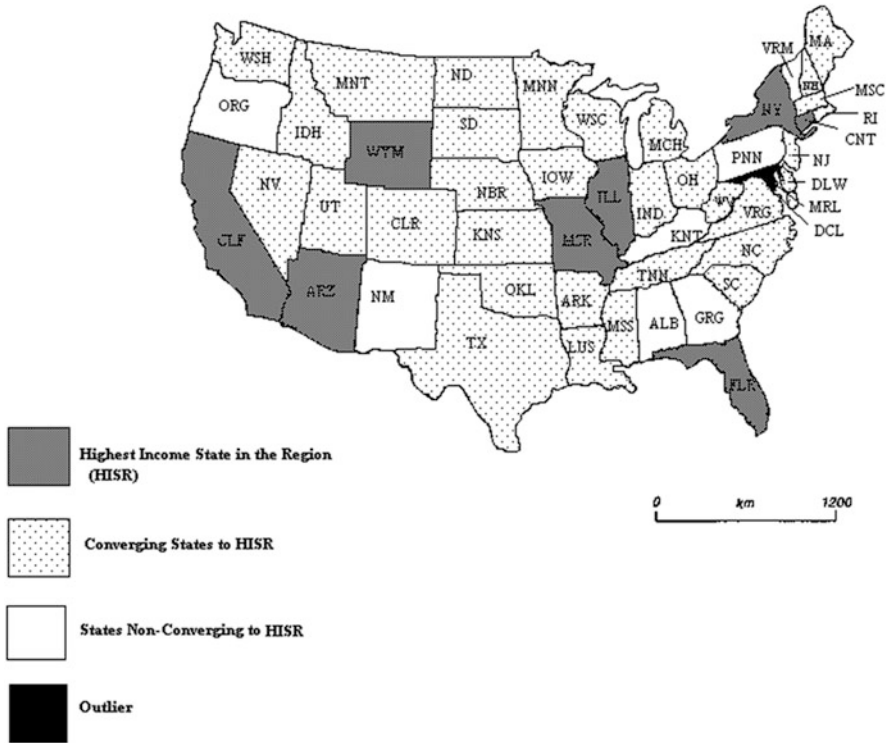 WSH
MNT
ND
MNN
VRM
MA
NH
MSC
ORG
IDH
SD
WSC
NY
RI
CNT
WYM
MCH
PNN
NJ
NV
UT
CLR
NBR
IOW
ILL
IND.
OH
WV
VRG
DLW
MRL
DCL
CLF
KNS
MSR
KNT
NC
ARZ
NM
OKL
ARK
TNN
SC
TX
LUS
MSS
ALB
GRG
FLR
Highest Income State in the Region
(HISR)
0 km 1200
Converging States to HISR
States Non-Converging to HISR
Outlier